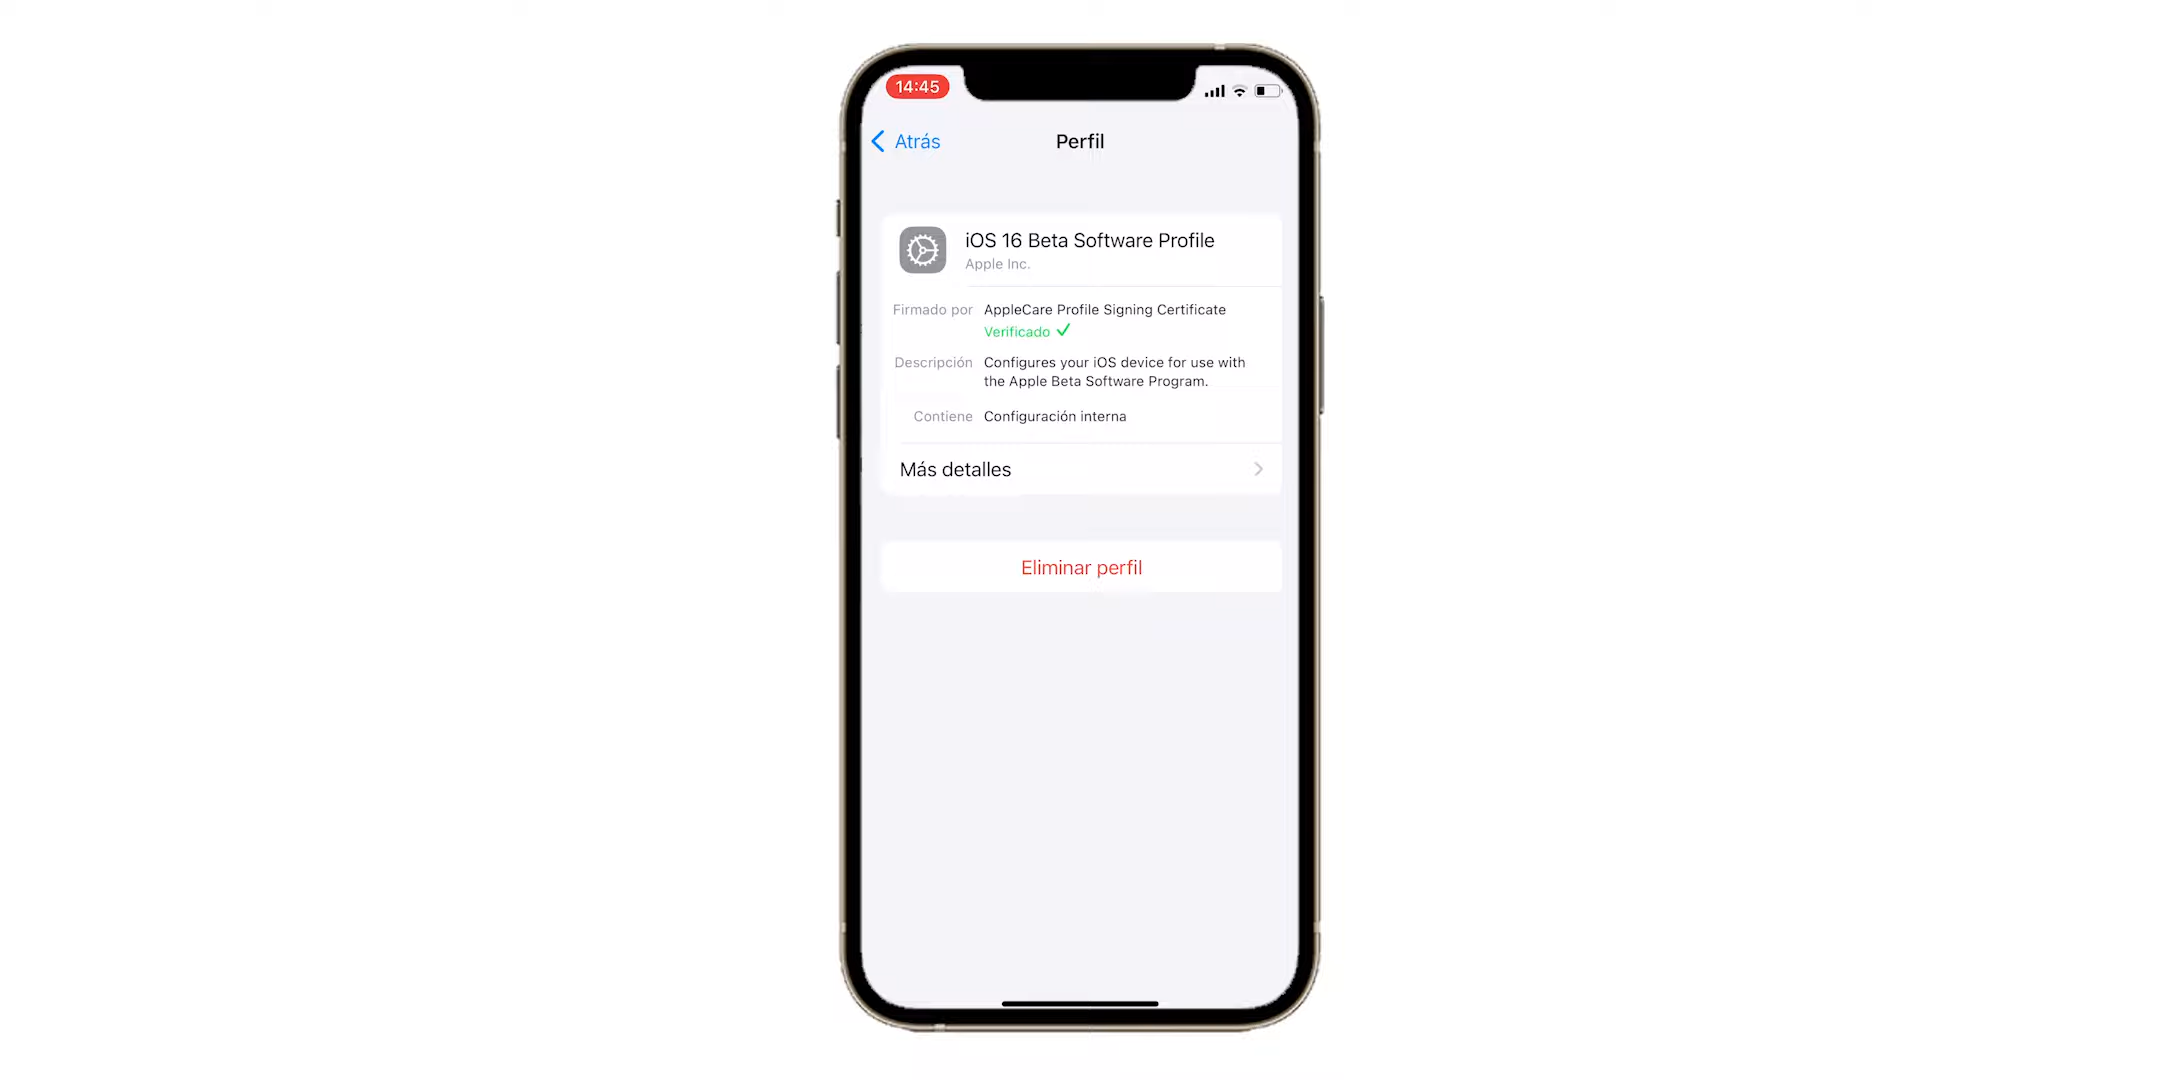 14:45
Atrás
Perfil
iOS 16 Beta Software Profile
Apple Inc.
Firmado por AppleCare Profile Signing Certificate
Verificado
Descripción Configures your iOS device for use with
the Apple Beta Software Program.
Contiene Configuración interna
Más detalles
Eliminar perfil